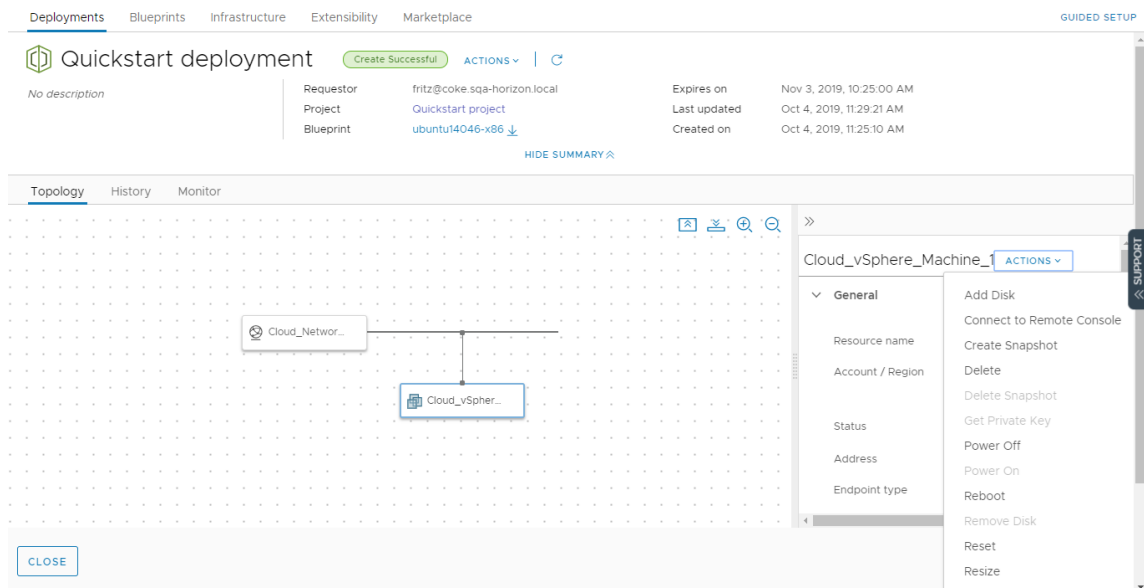 Deployments Blueprints Infrastructure Extensibility Marketplace GUIDED SETUP
Quickstart deployment Create Successful ACTIONS
No description
Requestor fritz@coke.sqa-horizon.local Expires on Nov 3, 2019, 10:25:00 AM
Project Quickstart project Last updated Oct 4, 2019, 11:29:21 AM
Blueprint ubuntu14046-x86 Created on Oct 4, 2019, 11:25:10 AM
HIDE SUMMARY
Topology History Monitor
Cloud_Networ...
Cloud_vSpher...
Cloud_vSphere_Machine_1 ACTIONS
General
Resource name
Account / Region
Status
Address
Endpoint type
Add Disk
Connect to Remote Console
Create Snapshot
Delete
Delete Snapshot
Get Private Key
Power Off
Power On
Reboot
Remove Disk
Reset
Resize
SUPPORT
CLOSE